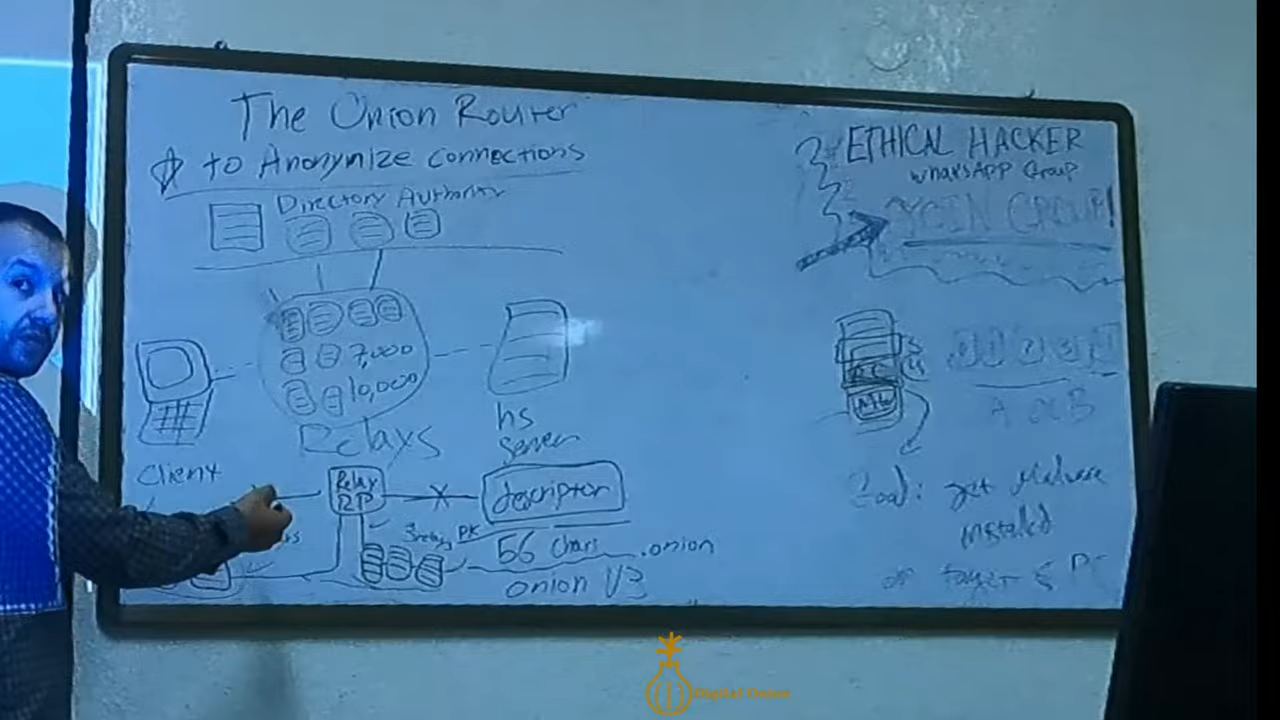 The Onion Router
to Anonymize connections
Directory Authority
7,000
10,000
Relays
Client
hs
server
Relay
RP
descriptor
3relays PK
56 chars .onion
onion V3
ETHICAL HACKER
whatsApp Group
JOIN GROUP!
Goal: get Malware
installed
Digital Onion